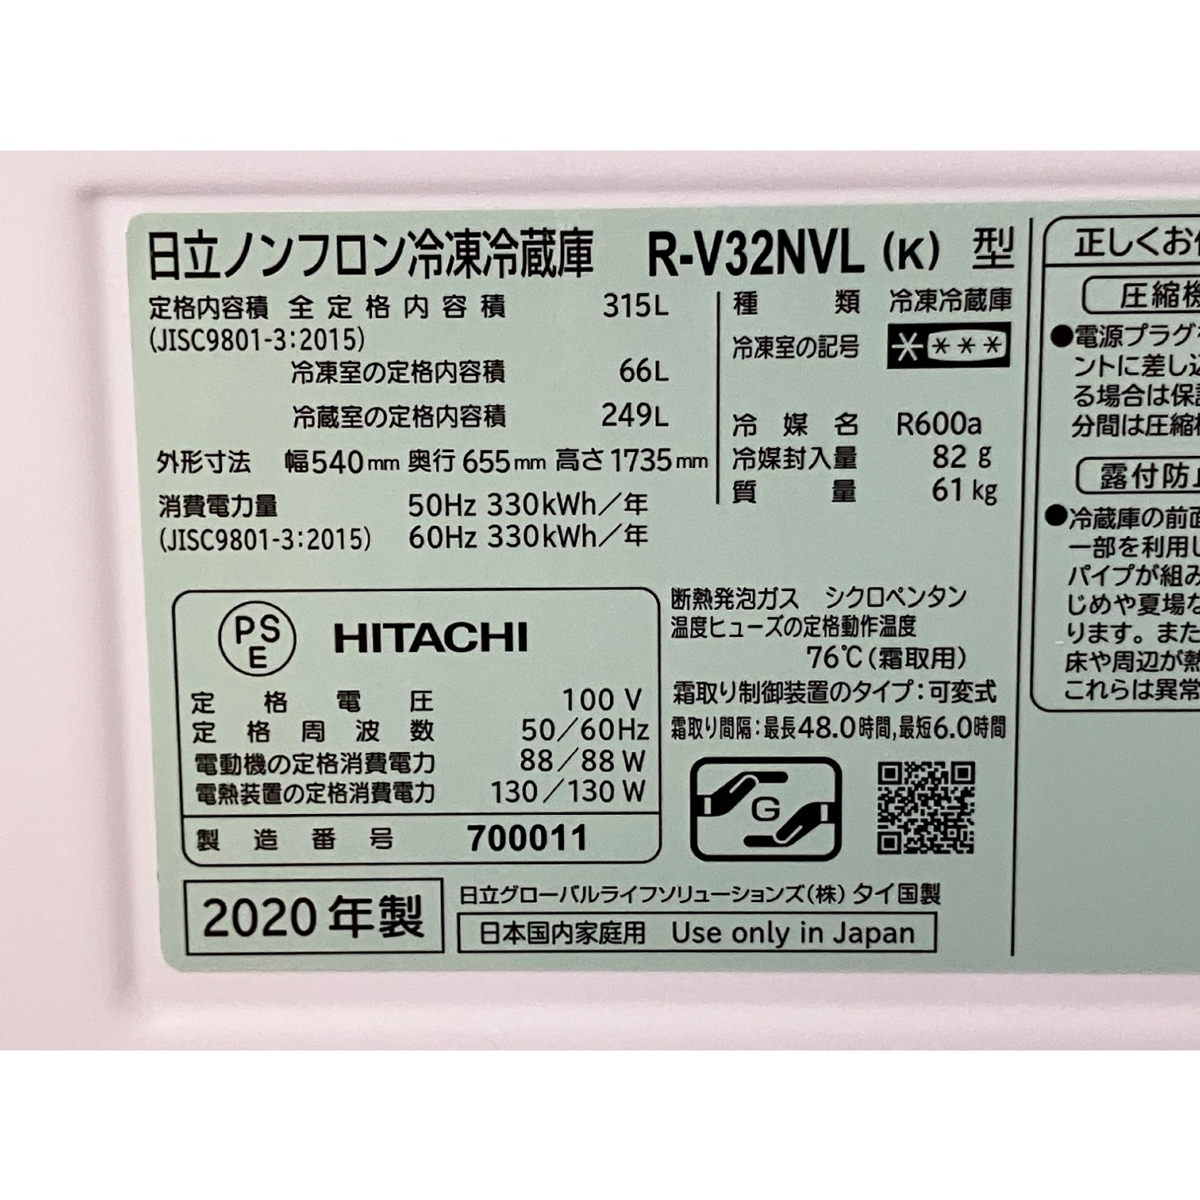 日立ノンフロン冷凍冷蔵庫 R-V32NVL (K) 型
定格内容積 全定格内容積 315L
(JISC9801-3:2015)
冷凍室の定格内容積 66L
冷蔵室の定格内容積 249L
外形寸法 幅540mm 奥行655mm 高さ1735mm
消費電力量 50Hz 330kWh/年
(JISC9801-3:2015) 60Hz 330kWh/年
種類 冷凍冷蔵庫
冷凍室の記号 ****
冷媒名 R600a
冷媒封入量 82g
質量 61kg
PSE HITACHI
定格電圧 100V
定格周波数 50/60Hz
電動機の定格消費電力 88/88W
電熱装置の定格消費電力 130/130W
製造番号 700011
断熱発泡ガス シクロペンタン
温度ヒューズの定格動作温度
76℃(霜取用)
霜取り制御装置のタイプ:可変式
霜取り間隔:最長48.0時間,最短6.0時間
G
2020年製
日立グローバルライフソリューションズ(株) タイ国製
日本国内家庭用 Use only in Japan
正しくお
圧縮機
●電源プラグ
ントに差し込
る場合は保
分間は圧縮
露付防止
●冷蔵庫の前面
一部を利用し
パイプが組み
じめや夏場な
ります。また
床や周辺が熱
これらは異常